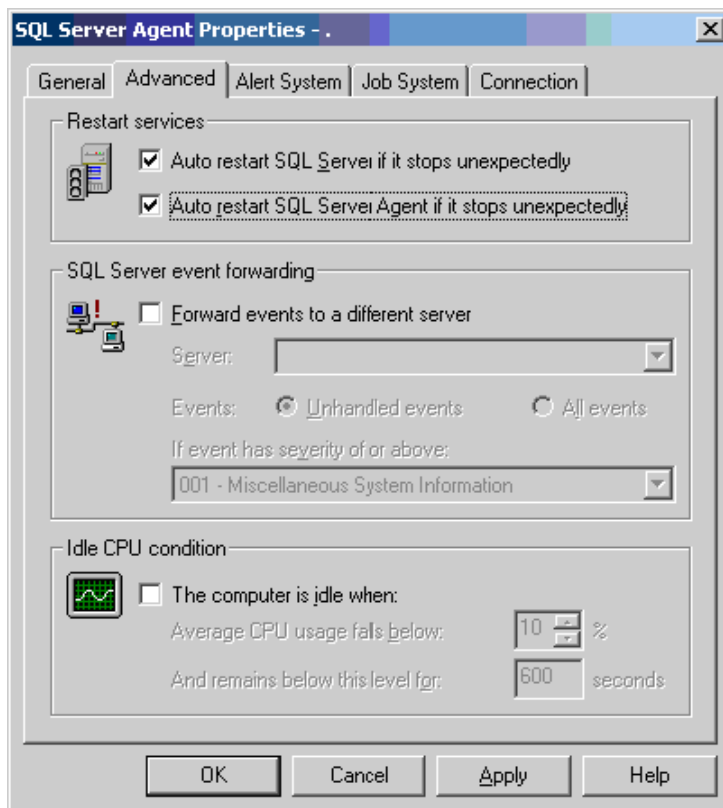 SQL Server Agent Properties - .
General Advanced Alert System Job System Connection
Restart services
Auto restart SQL Server if it stops unexpectedly
Auto restart SQL Server Agent if it stops unexpectedly
SQL Server event forwarding
Forward events to a different server
Server:
Events: Unhandled events All events
If event has severity of or above:
001 - Miscellaneous System Information
Idle CPU condition
The computer is idle when:
Average CPU usage falls below: 10 %
And remains below this level for: 600 seconds
OK Cancel Apply Help